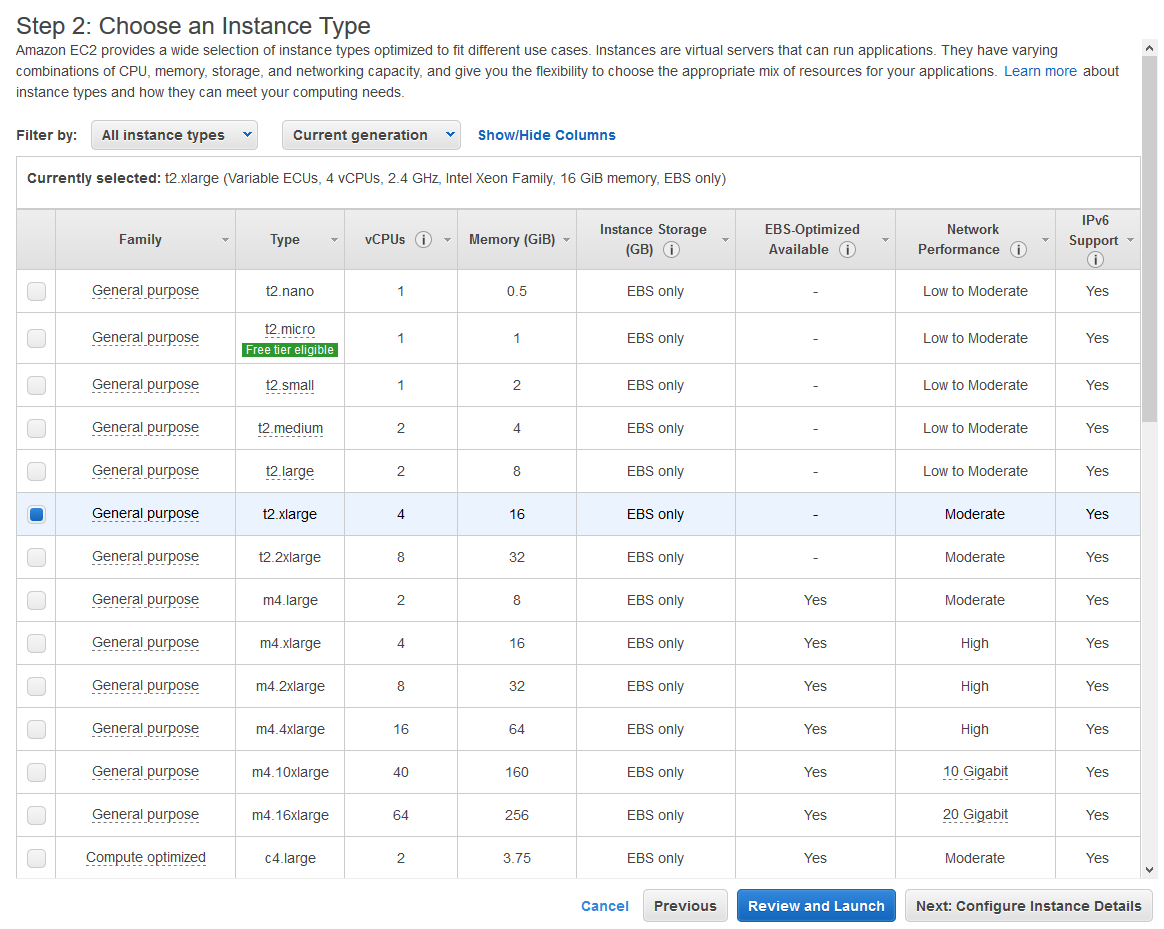 Step 2: Choose an Instance Type
Amazon EC2 provides a wide selection of instance types optimized to fit different use cases. Instances are virtual servers that can run applications. They have varying
combinations of CPU, memory, storage, and networking capacity, and give you the flexibility to choose the appropriate mix of resources for your applications. Learn more about
instance types and how they can meet your computing needs.
Filter by: All instance types Current generation Show/Hide Columns
Currently selected: t2.xlarge (Variable ECUs, 4 vCPUs, 2.4 GHz, Intel Xeon Family, 16 GiB memory, EBS only)
Family Type vCPUs i Memory (GiB) Instance Storage (GB) i EBS-Optimized Available i Network Performance i IPv6 Support i
General purpose t2.nano 1 0.5 EBS only - Low to Moderate Yes
General purpose t2.micro 1 1 EBS only - Low to Moderate Yes
Free tier eligible
General purpose t2.small 1 2 EBS only - Low to Moderate Yes
General purpose t2.medium 2 4 EBS only - Low to Moderate Yes
General purpose t2.large 2 8 EBS only - Low to Moderate Yes
General purpose t2.xlarge 4 16 EBS only - Moderate Yes
General purpose t2.2xlarge 8 32 EBS only - Moderate Yes
General purpose m4.large 2 8 EBS only Yes Moderate Yes
General purpose m4.xlarge 4 16 EBS only Yes High Yes
General purpose m4.2xlarge 8 32 EBS only Yes High Yes
General purpose m4.4xlarge 16 64 EBS only Yes High Yes
General purpose m4.10xlarge 40 160 EBS only Yes 10 Gigabit Yes
General purpose m4.16xlarge 64 256 EBS only Yes 20 Gigabit Yes
Compute optimized c4.large 2 3.75 EBS only Yes Moderate Yes
Cancel Previous Review and Launch Next: Configure Instance Details